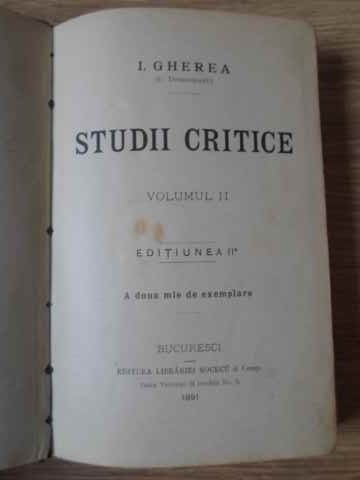 I. GHEREA
STUDII CRITICE
VOLUMUL II
EDIȚIUNEA IIª
A doua mie de exemplare
BUCURESCI
EDITURA LIBRĂRIEI SOCECŬ & Comp.
1891